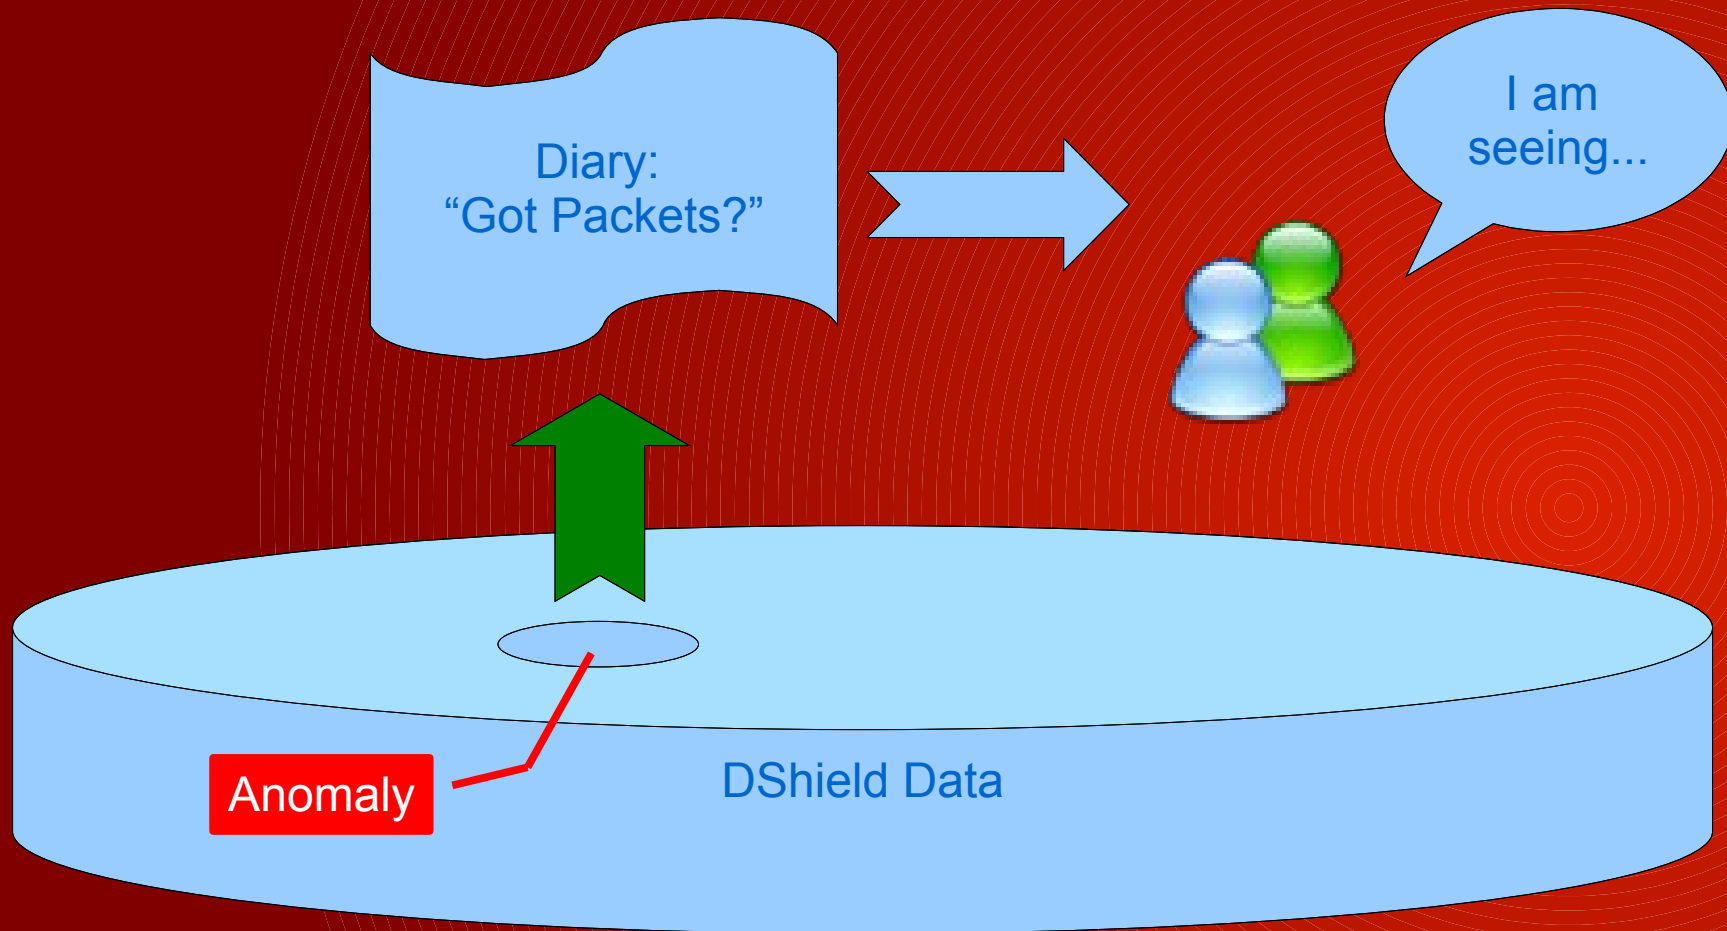 Diary:
“Got Packets?”
I am
seeing...
Anomaly
DShield Data